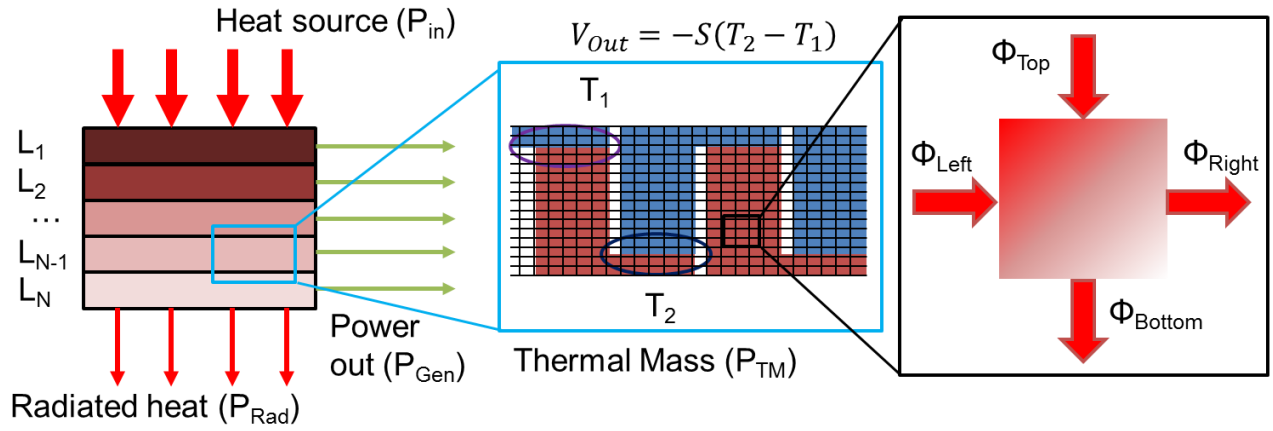 Heat source (P_in)
L_1
L_2
...
L_N-1
L_N
Power
out (P_Gen)
Radiated heat (P_Rad)
V_Out = −S(T_2 − T_1)
T_1
T_2
Thermal Mass (P_TM)
Φ_Top
Φ_Left
Φ_Right
Φ_Bottom